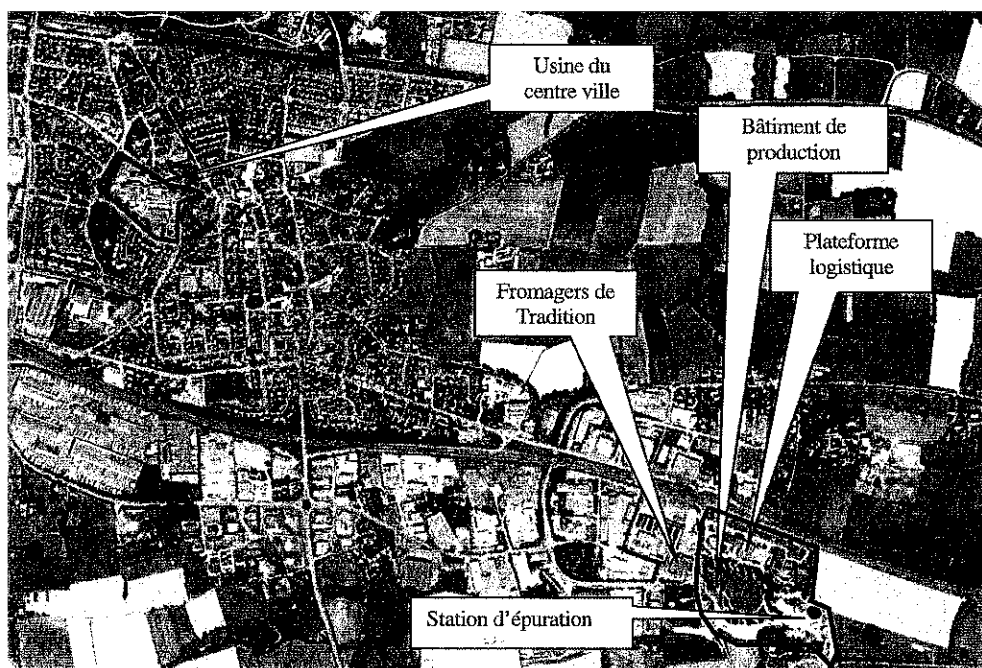 Usine du
centre ville
Bâtiment de
production
Plateforme
logistique
Fromagers de
Tradition
Station d'épuration